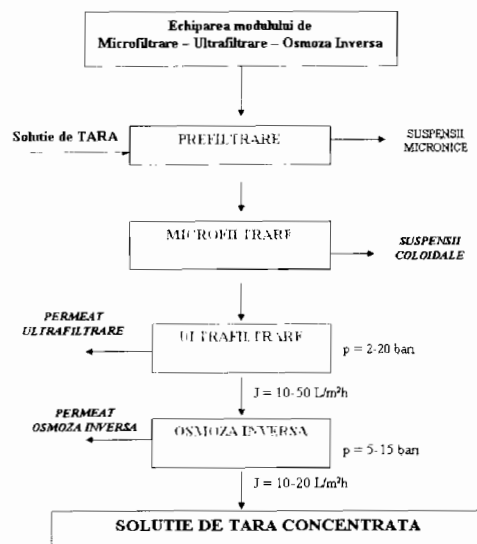 Echiparea modulului de
Microfiltrare – Ultrafiltrare – Osmoza Inversa
Solutie de TARA
PREFILTRARE
SUSPENSII
MICRONICE
MICROFILTRARE
SUSPENSII
COLOIDALE
PERMEAT
ULTRAFILTRARE
ULTRAFILTRARE
p = 2-20 bari
J = 10-50 L/m²h
PERMEAT
OSMOZA INVERSA
OSMOZA INVERSA
p = 5-15 bari
J = 10-20 L/m²h
SOLUTIE DE TARA CONCENTRATA